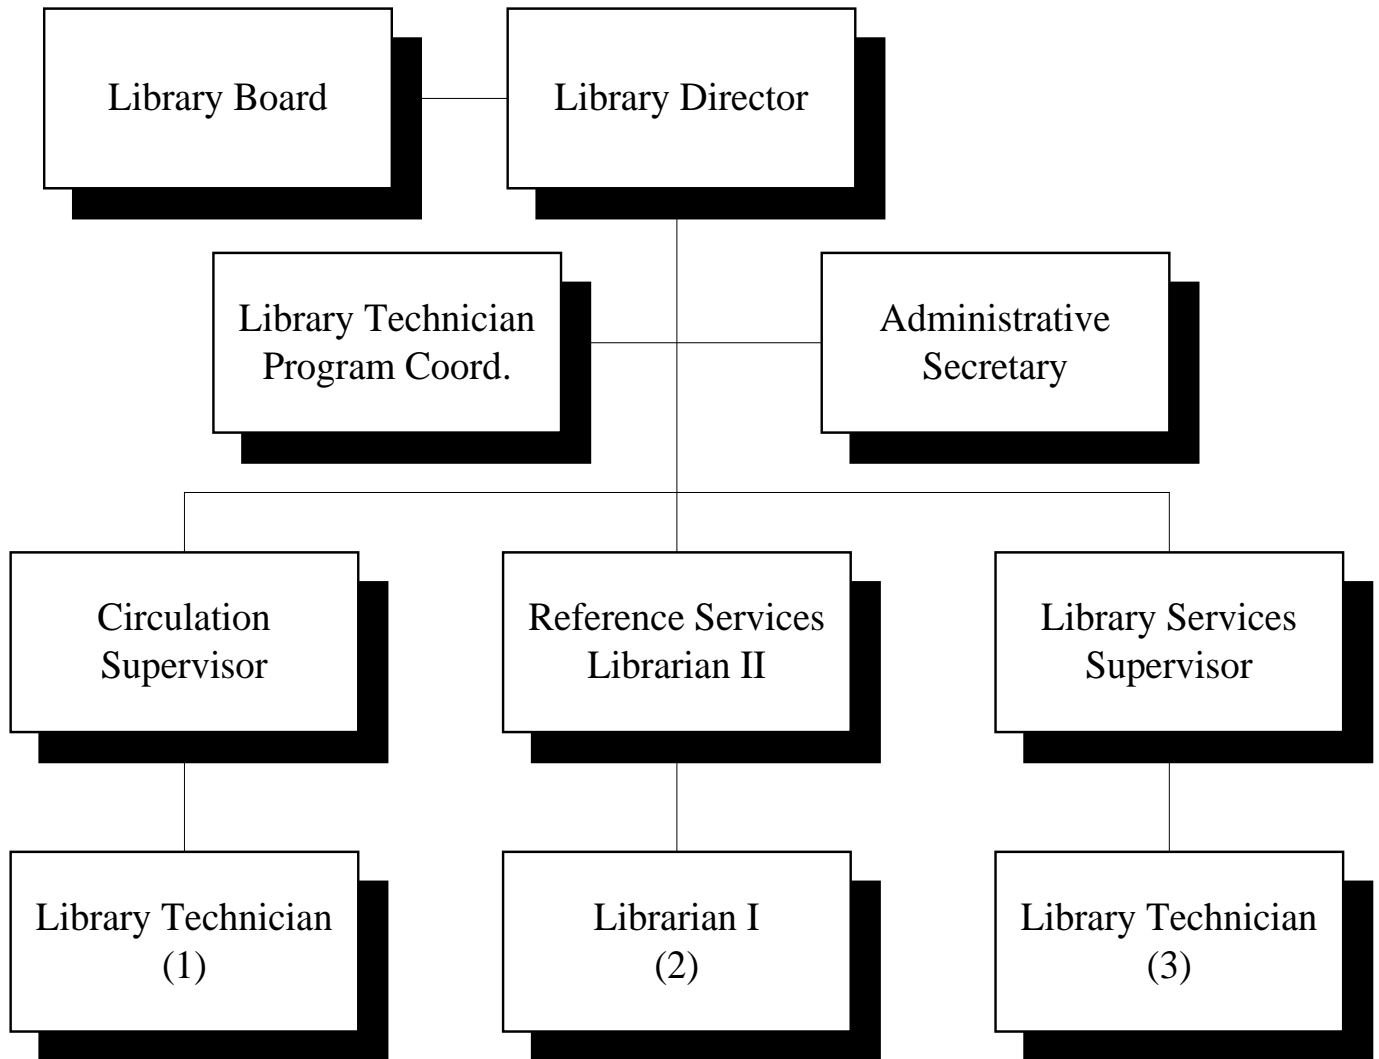 Library Board
Library Director
Library Technician
Program Coord.
Administrative
Secretary
Circulation
Supervisor
Reference Services
Librarian II
Library Services
Supervisor
Library Technician
(1)
Librarian I
(2)
Library Technician
(3)